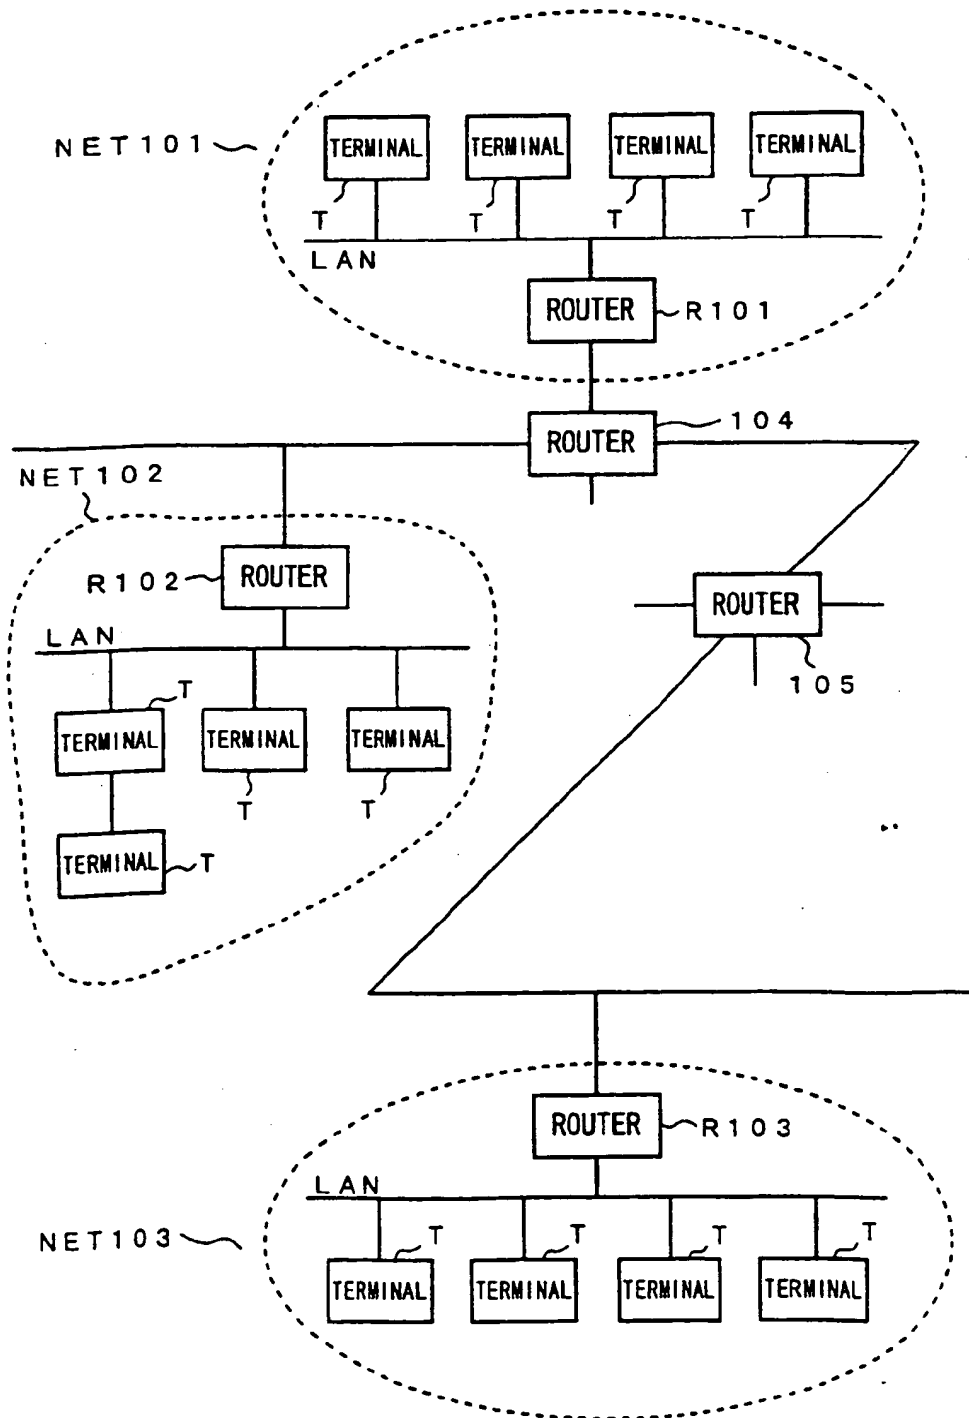 NET101
TERMINAL TERMINAL TERMINAL TERMINAL
T T T T
LAN
ROUTER R101
ROUTER 104
NET102
R102 ROUTER
ROUTER
105
LAN
T
TERMINAL TERMINAL TERMINAL
T T
TERMINAL T
ROUTER R103
LAN
NET103
T T T T
TERMINAL TERMINAL TERMINAL TERMINAL